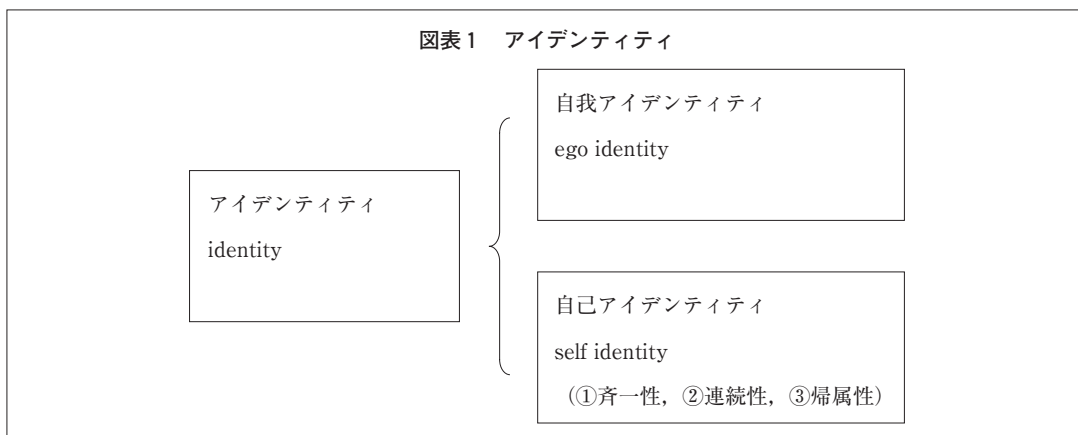 図表1　アイデンティティ
自我アイデンティティ
ego identity
アイデンティティ
identity
自己アイデンティティ
self identity
（①斉一性，②連続性，③帰属性）